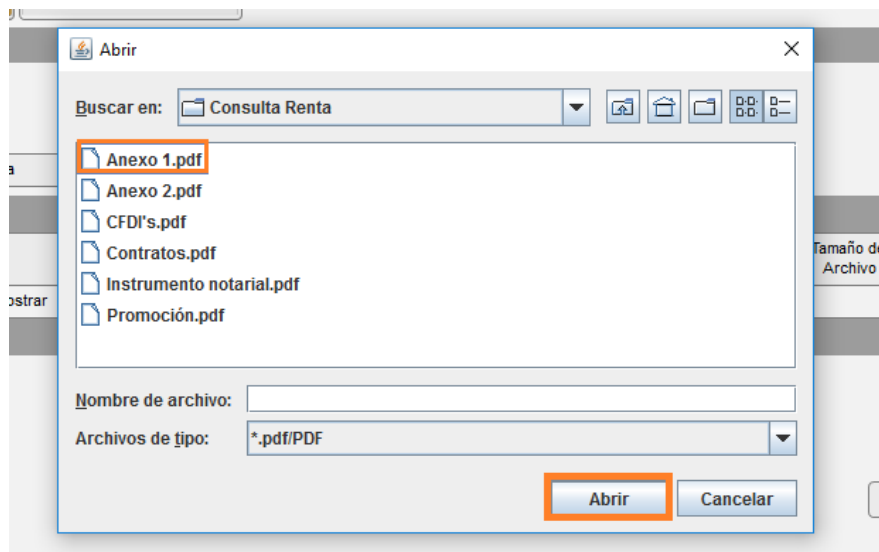 Abrir
Buscar en: Consulta Renta
Anexo 1.pdf
Anexo 2.pdf
CFDI's.pdf
Contratos.pdf
Instrumento notarial.pdf
Promoción.pdf
Nombre de archivo:
Archivos de tipo: *.pdf/PDF
Abrir Cancelar
Tamaño de
Archivo
ostrar